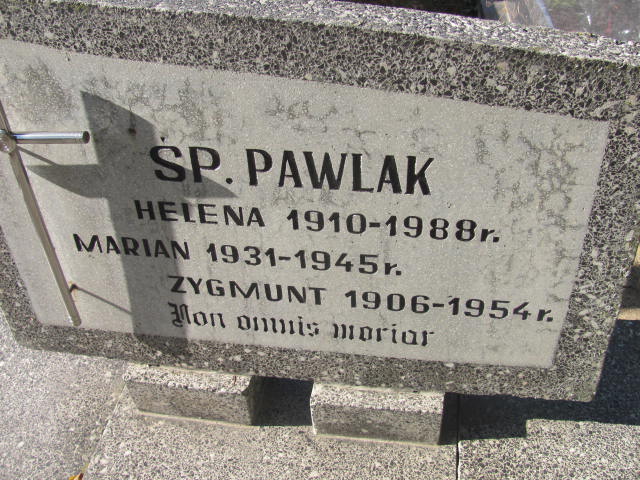 ŚP. PAWLAK
HELENA 1910-1988r.
MARIAN 1931-1945r.
ZYGMUNT 1906-1954r.
Non omnis moriar